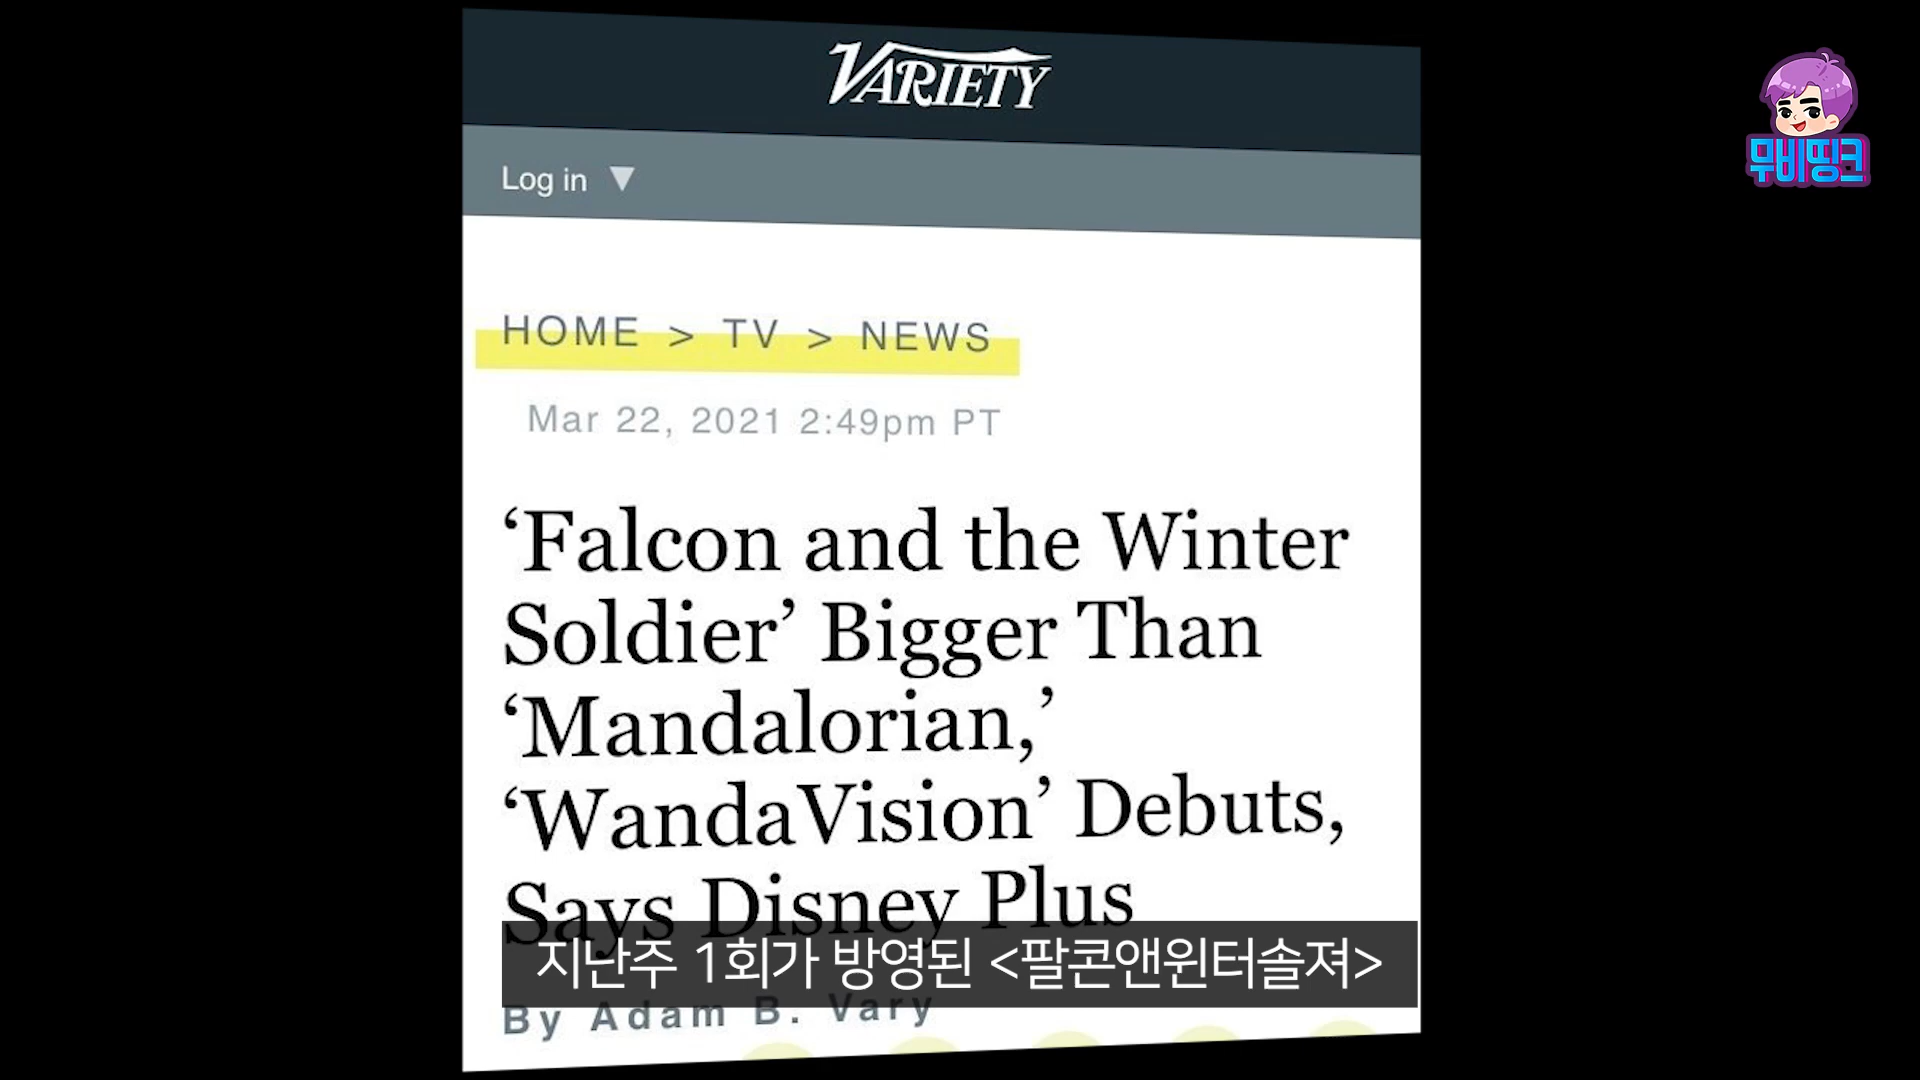 VARIETY
무비띵크
Log in ▼
HOME > TV > NEWS
Mar 22, 2021 2:49pm PT
‘Falcon and the Winter
Soldier’ Bigger Than
‘Mandalorian,’
‘WandaVision’ Debuts,
Says Disney Plus
지난주 1회가 방영된 <팔콘앤윈터솔져>
By Adam B. Vary